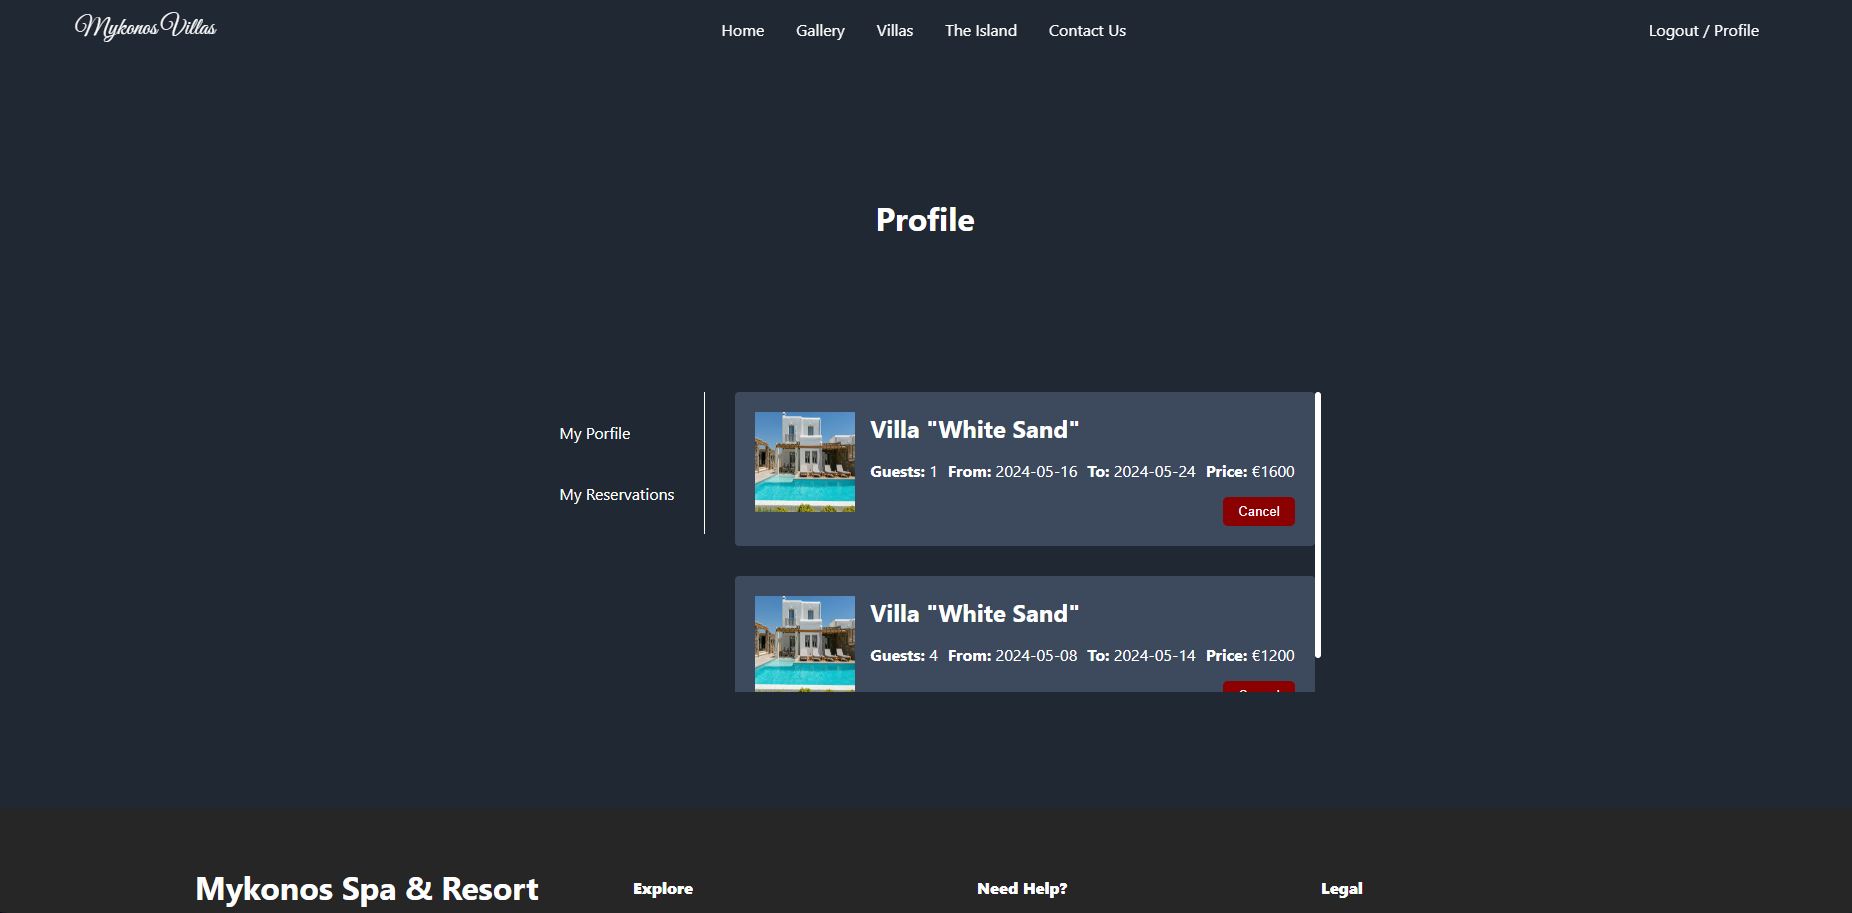 Mykonos Villas
Home Gallery Villas The Island Contact Us
Logout / Profile
Profile
My Porfile
My Reservations
Villa "White Sand"
Guests: 1 From: 2024-05-16 To: 2024-05-24 Price: €1600
Cancel
Villa "White Sand"
Guests: 4 From: 2024-05-08 To: 2024-05-14 Price: €1200
Mykonos Spa & Resort
Explore
Need Help?
Legal